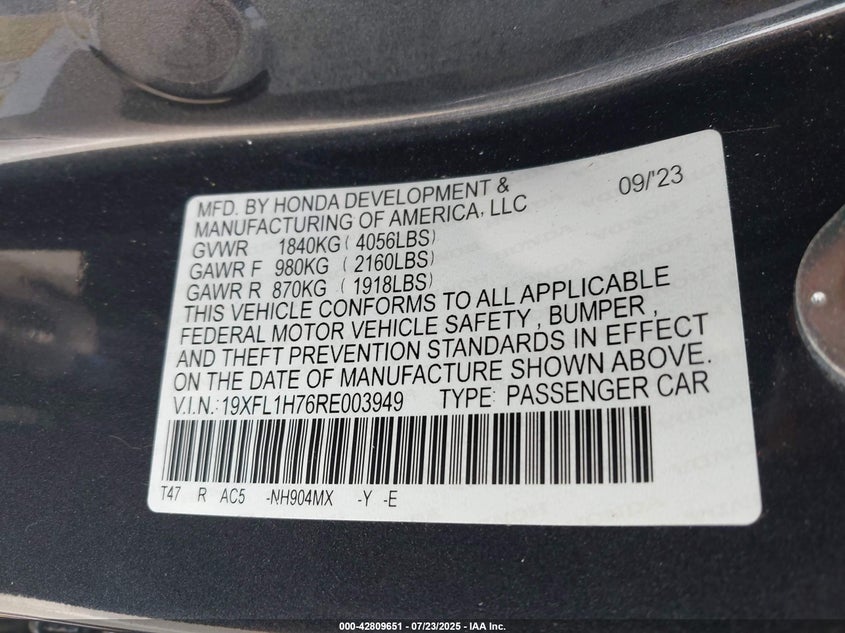 MFD. BY HONDA DEVELOPMENT & 09/'23
MANUFACTURING OF AMERICA, LLC
GVWR 1840KG ( 4056LBS)
GAWR F 980KG (2160LBS)
GAWR R 870KG (1918LBS)
THIS VEHICLE CONFORMS TO ALL APPLICABLE
FEDERAL MOTOR VEHICLE SAFETY , BUMPER ,
AND THEFT PREVENTION STANDARDS IN EFFECT
ON THE DATE OF MANUFACTURE SHOWN ABOVE.
V.I.N.: 19XFL1H76RE003949 TYPE: PASSENGER CAR
T47 R AC5 -NH904MX -Y -E
000-42809651 - 07/23/2025 - IAA Inc.